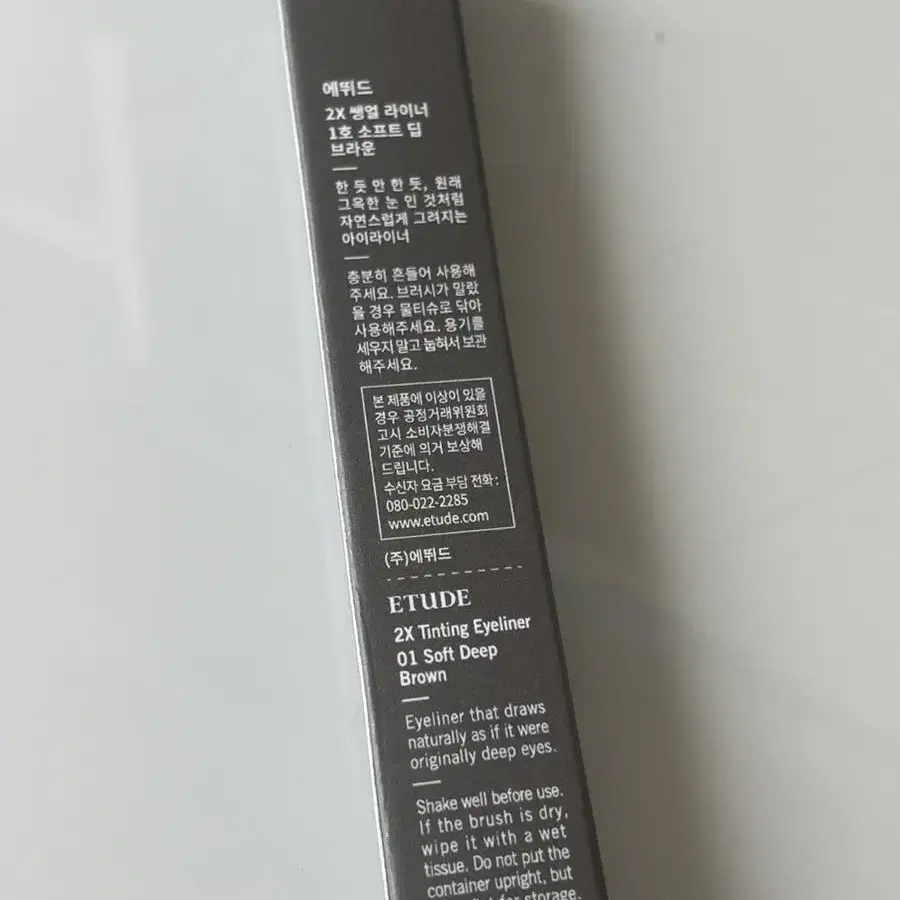 에뛰드
2X 쌩얼 라이너
1호 소프트 딥
브라운
한 듯 안 한 듯, 원래
그윽한 눈 인 것처럼
자연스럽게 그려지는
아이라이너
충분히 흔들어 사용해
주세요. 브러시가 말랐
을 경우 물티슈로 닦아
사용해주세요. 용기를
세우지 말고 눕혀서 보관
해주세요.
본 제품에 이상이 있을
경우 공정거래위원회
고시 소비자분쟁해결
기준에 의거 보상해
드립니다.
수신자 요금 부담 전화:
080-022-2285
www.etude.com
(주)에뛰드
ETUDE
2X Tinting Eyeliner
01 Soft Deep
Brown
Eyeliner that draws
naturally as if it were
originally deep eyes.
Shake well before use.
If the brush is dry,
wipe it with a wet
tissue. Do not put the
container upright, but
for storage.